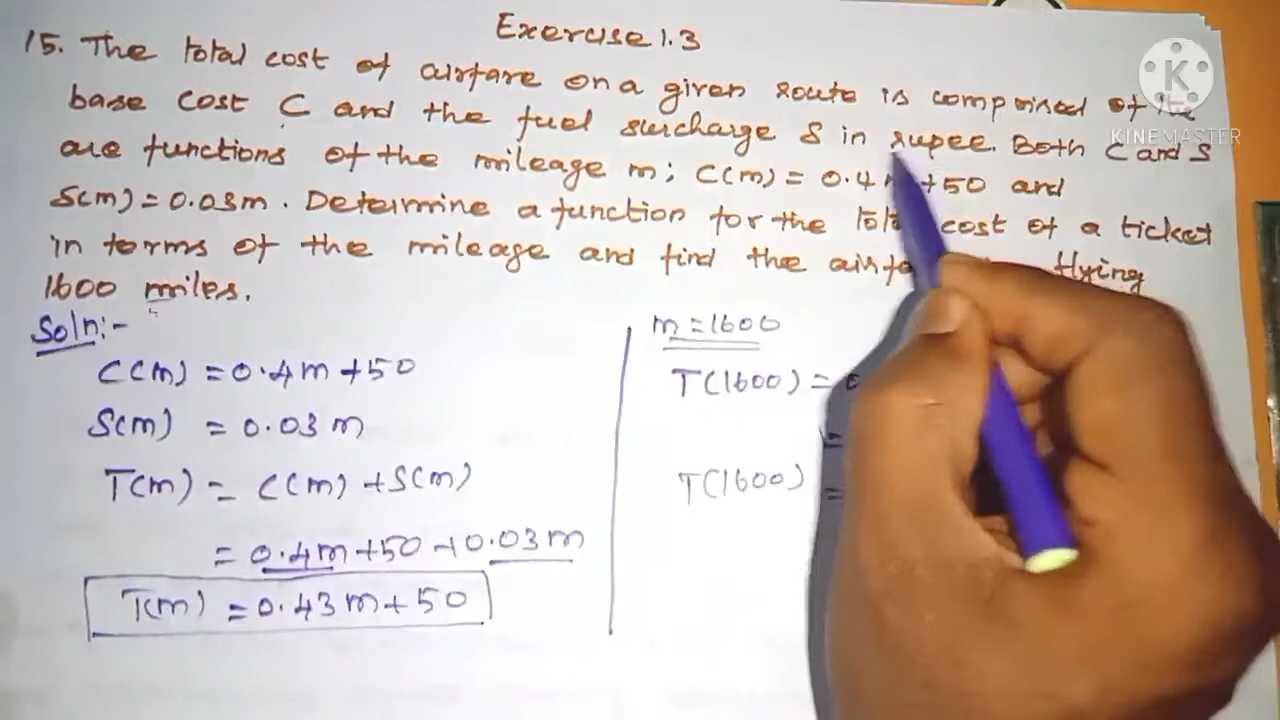 Exercise 1.3
15. The total cost of airfare on a given route is comprised of the
base cost C and the fuel surcharge S in rupee. Both C and S
are functions of the mileage m; C(m) = 0.4 +50 and
S(m) = 0.03m. Determine a function for the cost of a ticket
in terms of the mileage and find the flying
1600 miles.
Soln:-
C(m) = 0.4m +50
S(m) = 0.03 m
T(m) = C(m) + S(m)
= 0.4m +50 + 0.03m
T(m) = 0.43m + 50
m = 1600
T(1600) =
=
T(1600) =
K
KINEMASTER